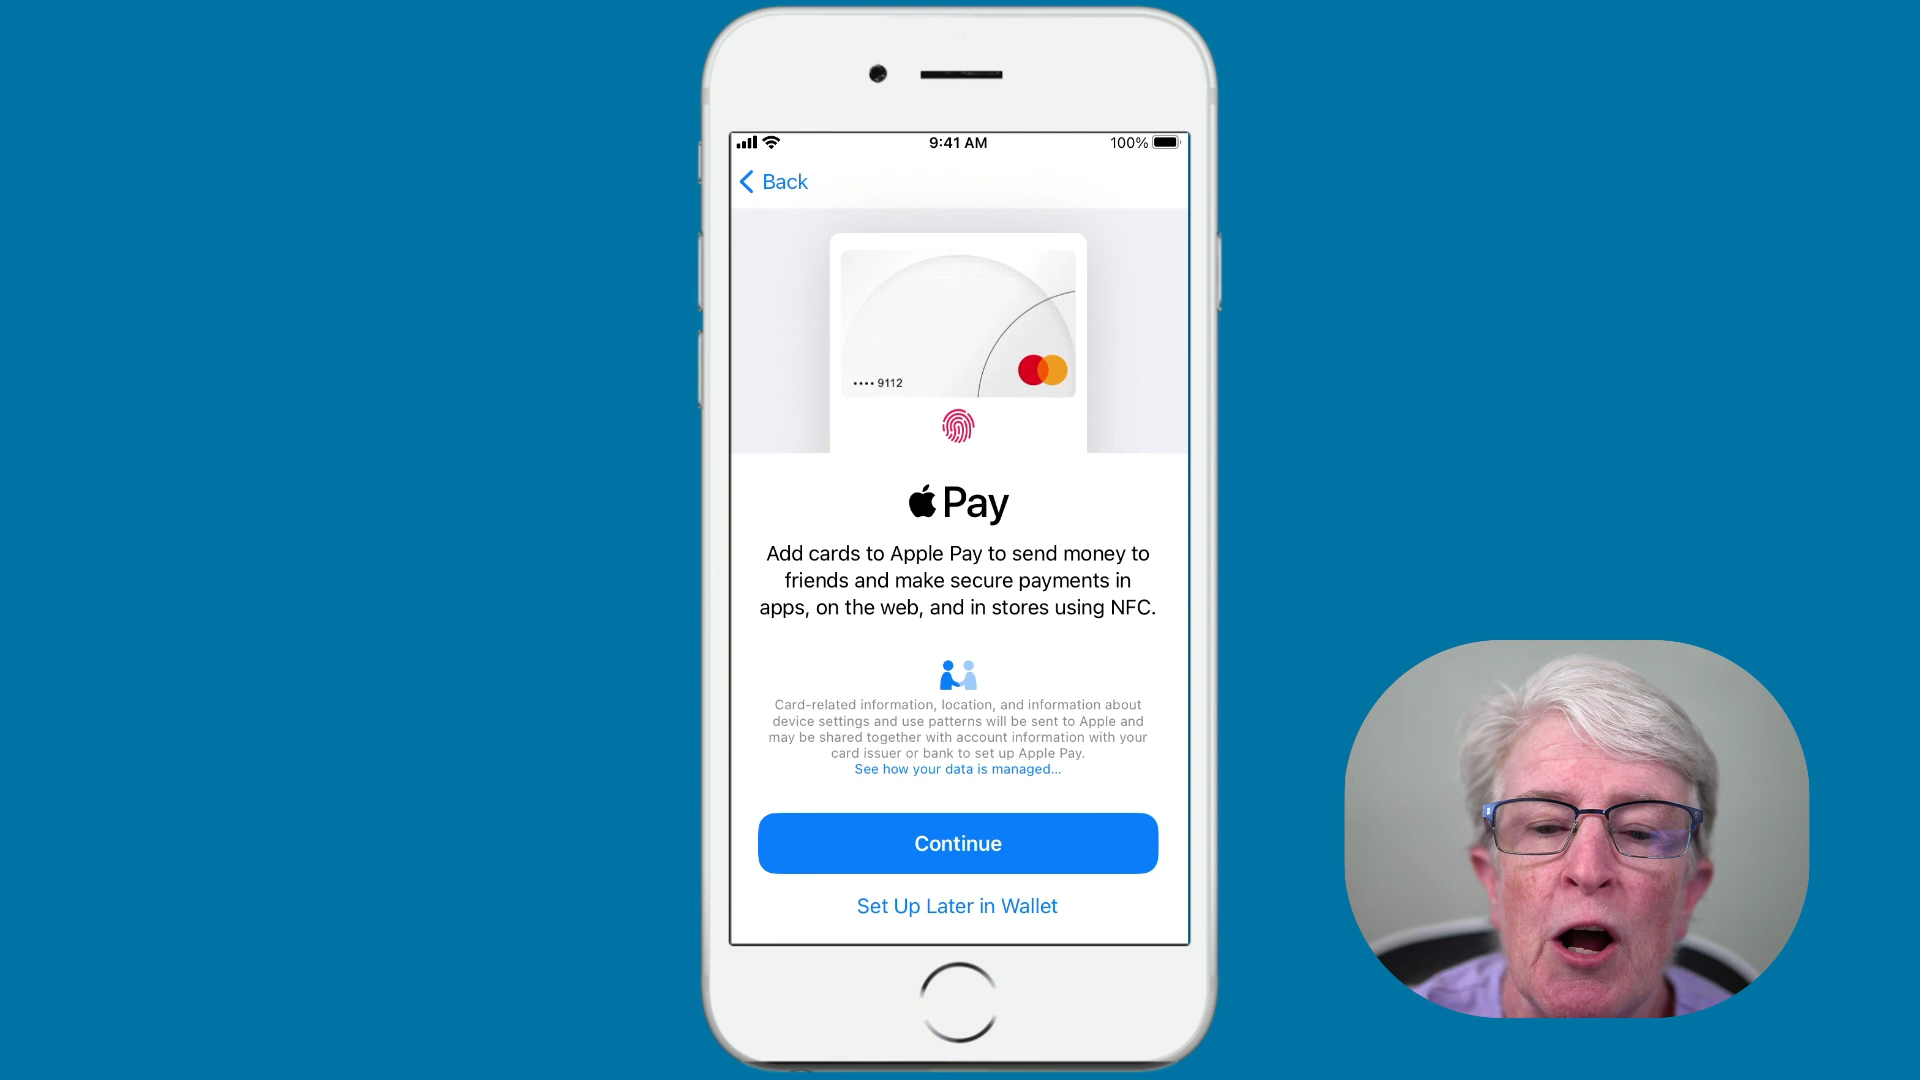 9:41 AM
100%
Back
•••• 9112
Pay
Add cards to Apple Pay to send money to
friends and make secure payments in
apps, on the web, and in stores using NFC.
Card-related information, location, and information about
device settings and use patterns will be sent to Apple and
may be shared together with account information with your
card issuer or bank to set up Apple Pay.
See how your data is managed...
Continue
Set Up Later in Wallet